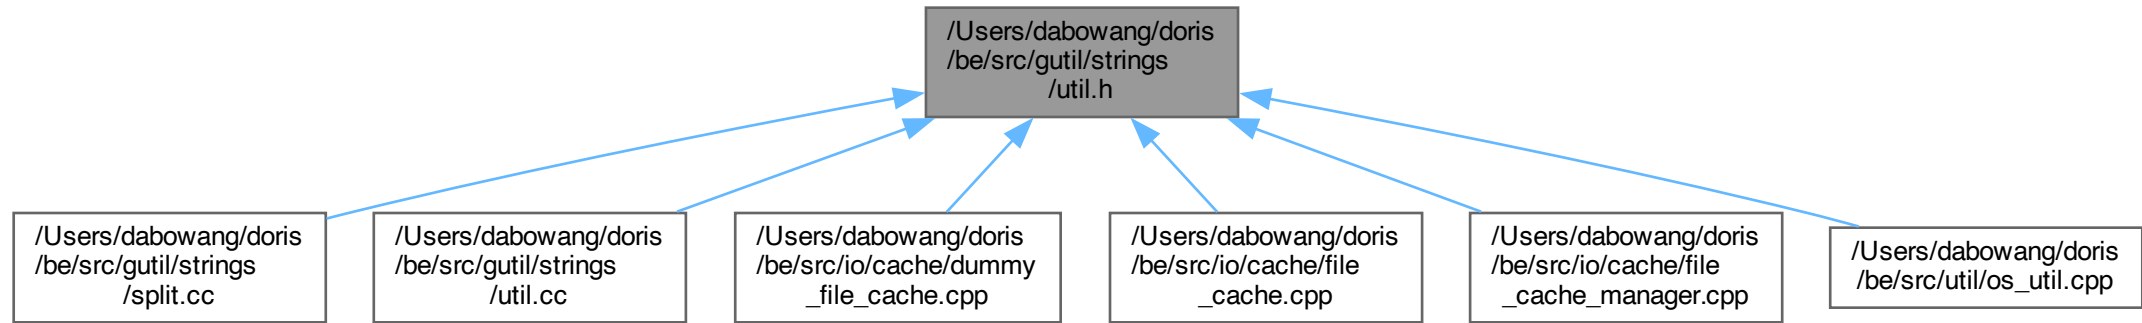 /Users/dabowang/doris
/be/src/gutil/strings
/util.h
/Users/dabowang/doris
/be/src/gutil/strings
/split.cc
/Users/dabowang/doris
/be/src/gutil/strings
/util.cc
/Users/dabowang/doris
/be/src/io/cache/dummy
_file_cache.cpp
/Users/dabowang/doris
/be/src/io/cache/file
_cache.cpp
/Users/dabowang/doris
/be/src/io/cache/file
_cache_manager.cpp
/Users/dabowang/doris
/be/src/util/os_util.cpp